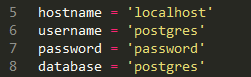 5 hostname = 'localhost'
6 username = 'postgres'
7 password = 'password'
8 database = 'postgres'